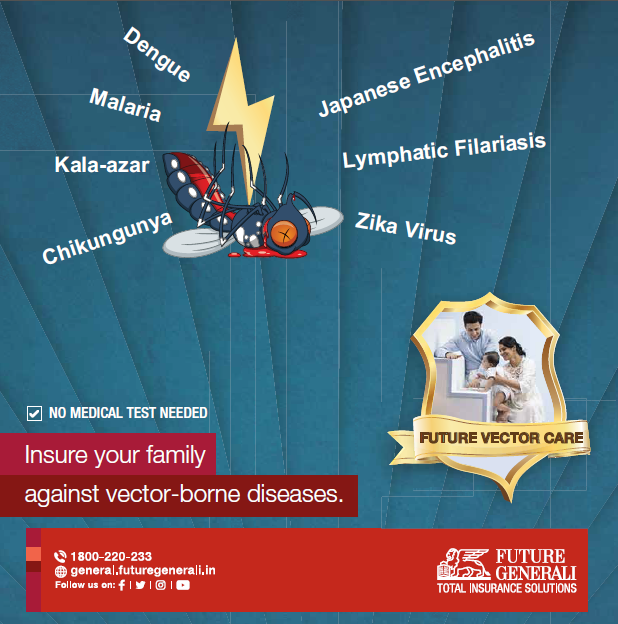 Dengue
Malaria
Kala-azar
Chikungunya
Japanese Encephalitis
Lymphatic Filariasis
Zika Virus
FUTURE VECTOR CARE
NO MEDICAL TEST NEEDED
Insure your family
against vector-borne diseases.
1800-220-233
general.futuregenerali.in
Follow us on:
FUTURE
GENERALI
TOTAL INSURANCE SOLUTIONS